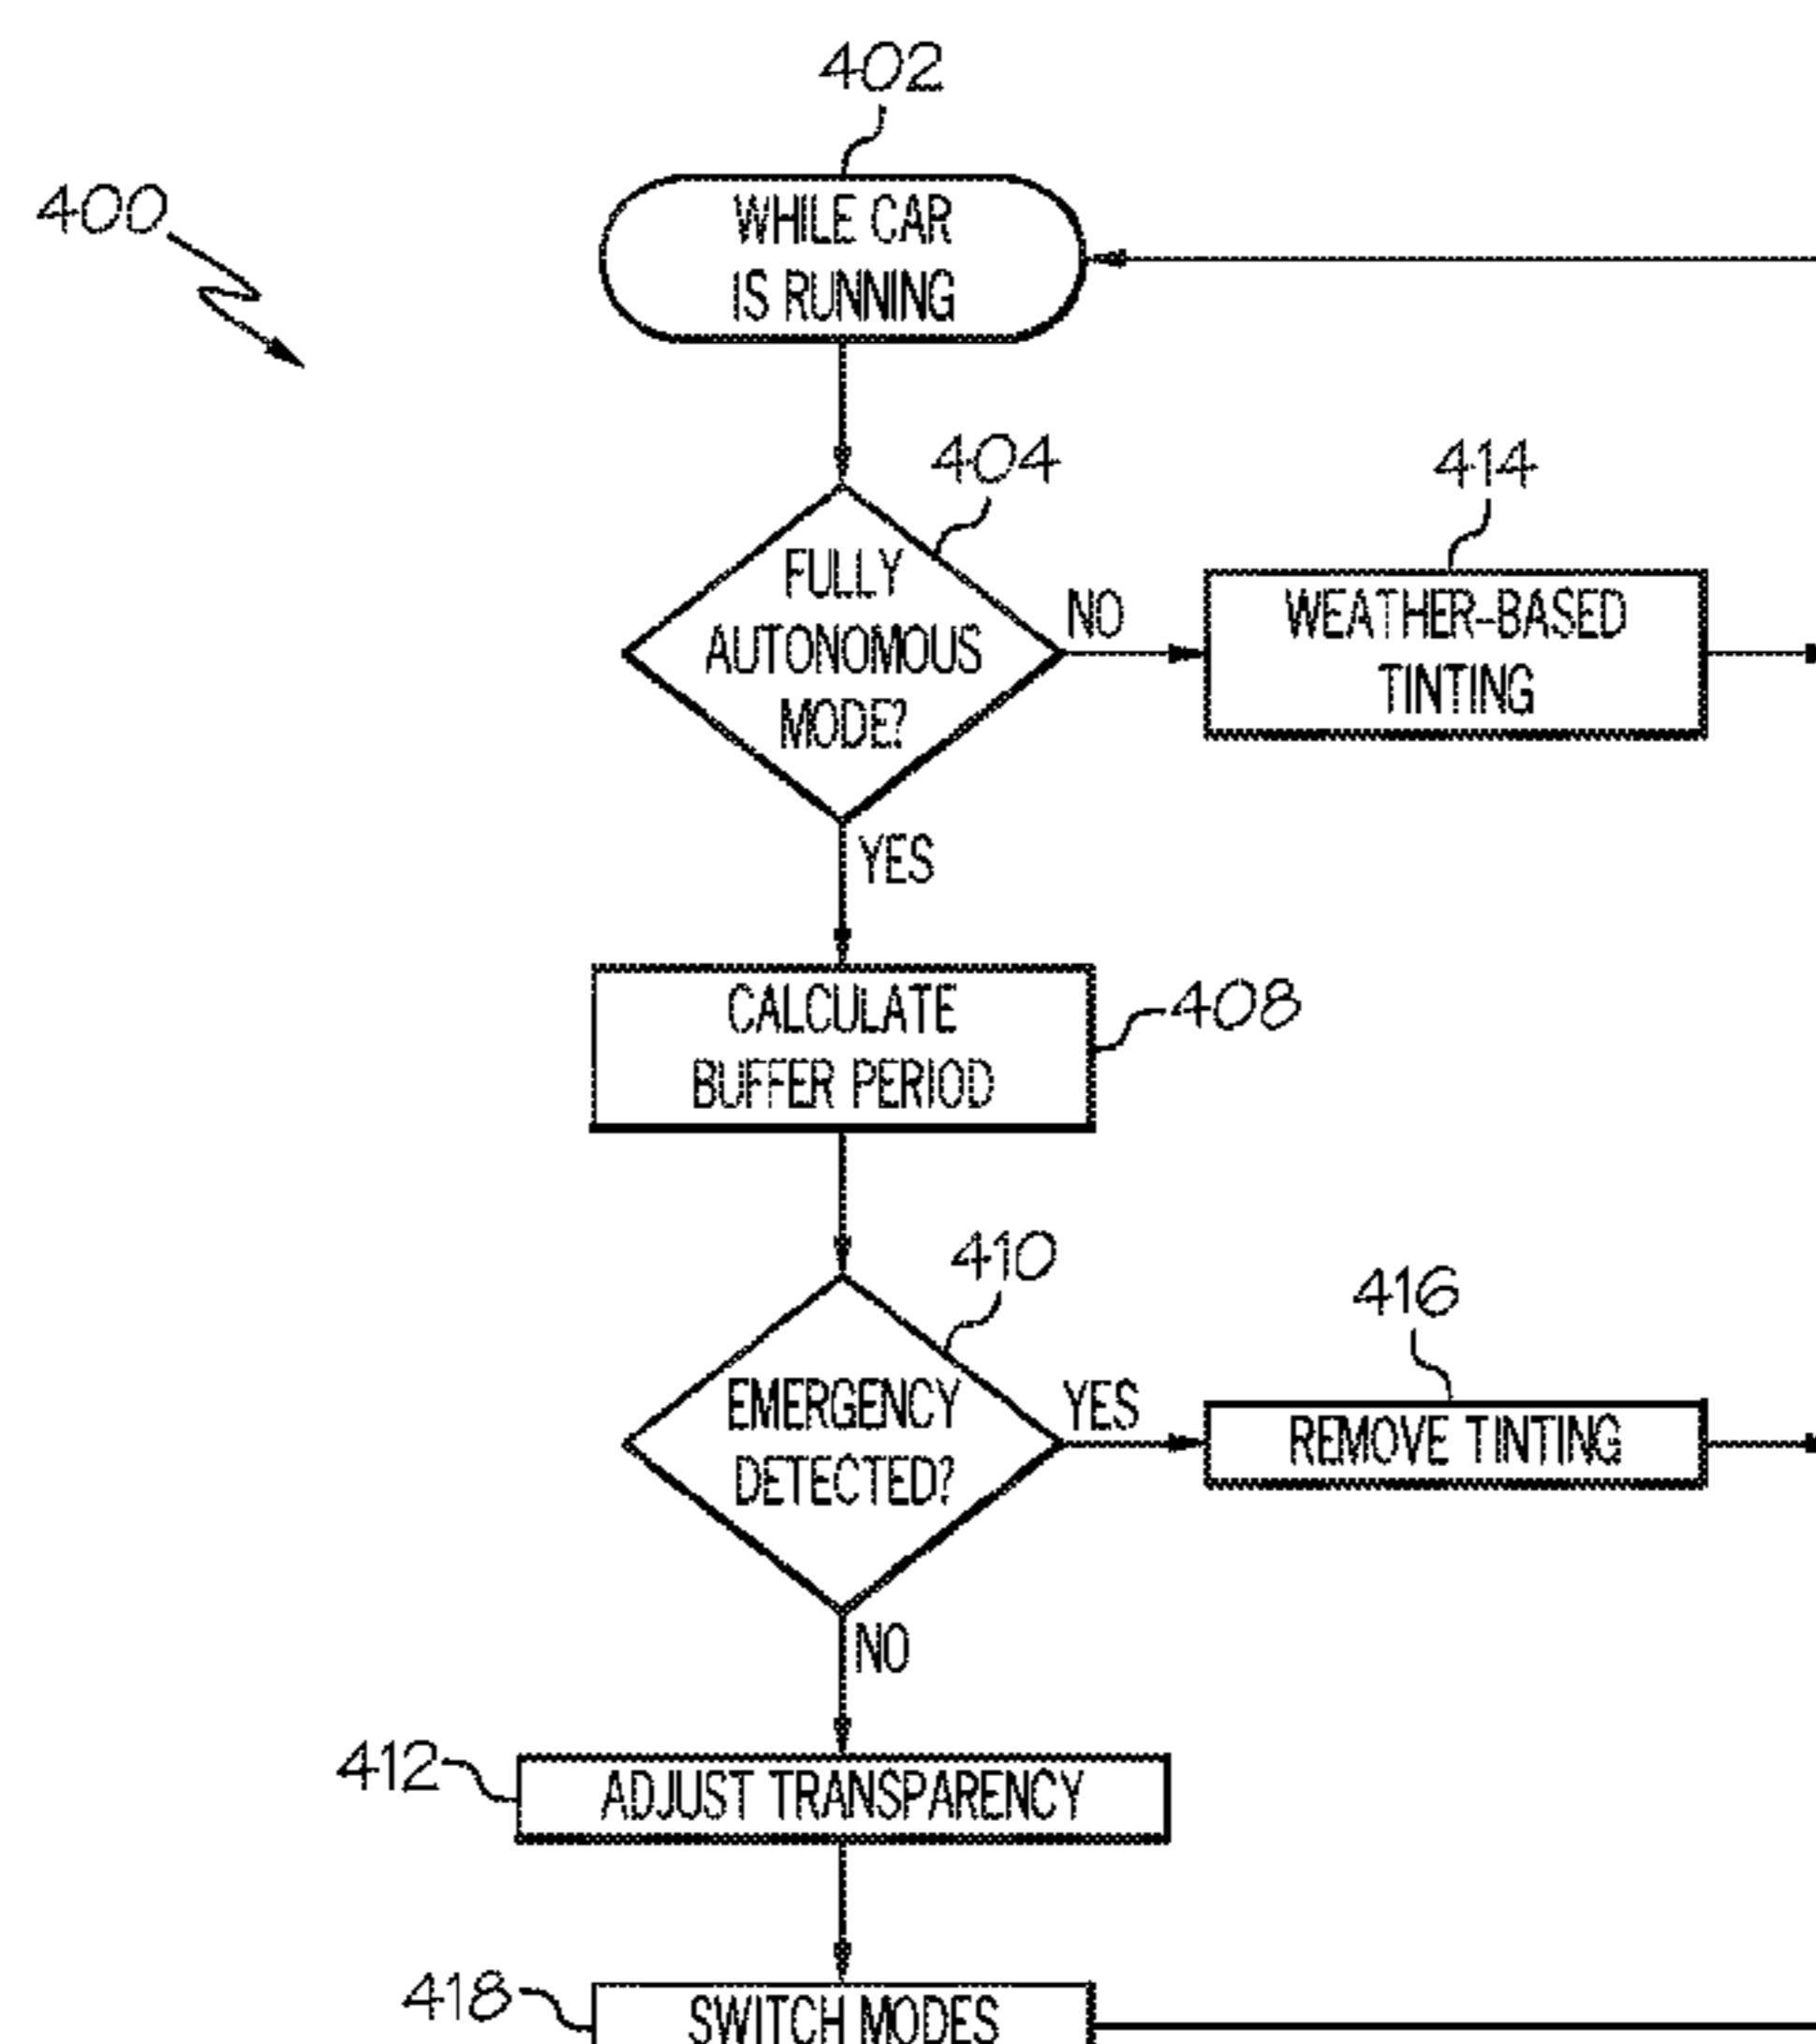 402
400
WHILE CAR
IS RUNNING
404
414
FULLY
AUTONOMOUS
MODE?
NO
WEATHER-BASED
TINTING
YES
CALCULATE
BUFFER PERIOD
408
410
416
EMERGENCY
DETECTED?
YES
REMOVE TINTING
NO
412
ADJUST TRANSPARENCY
418
SWITCH MODES